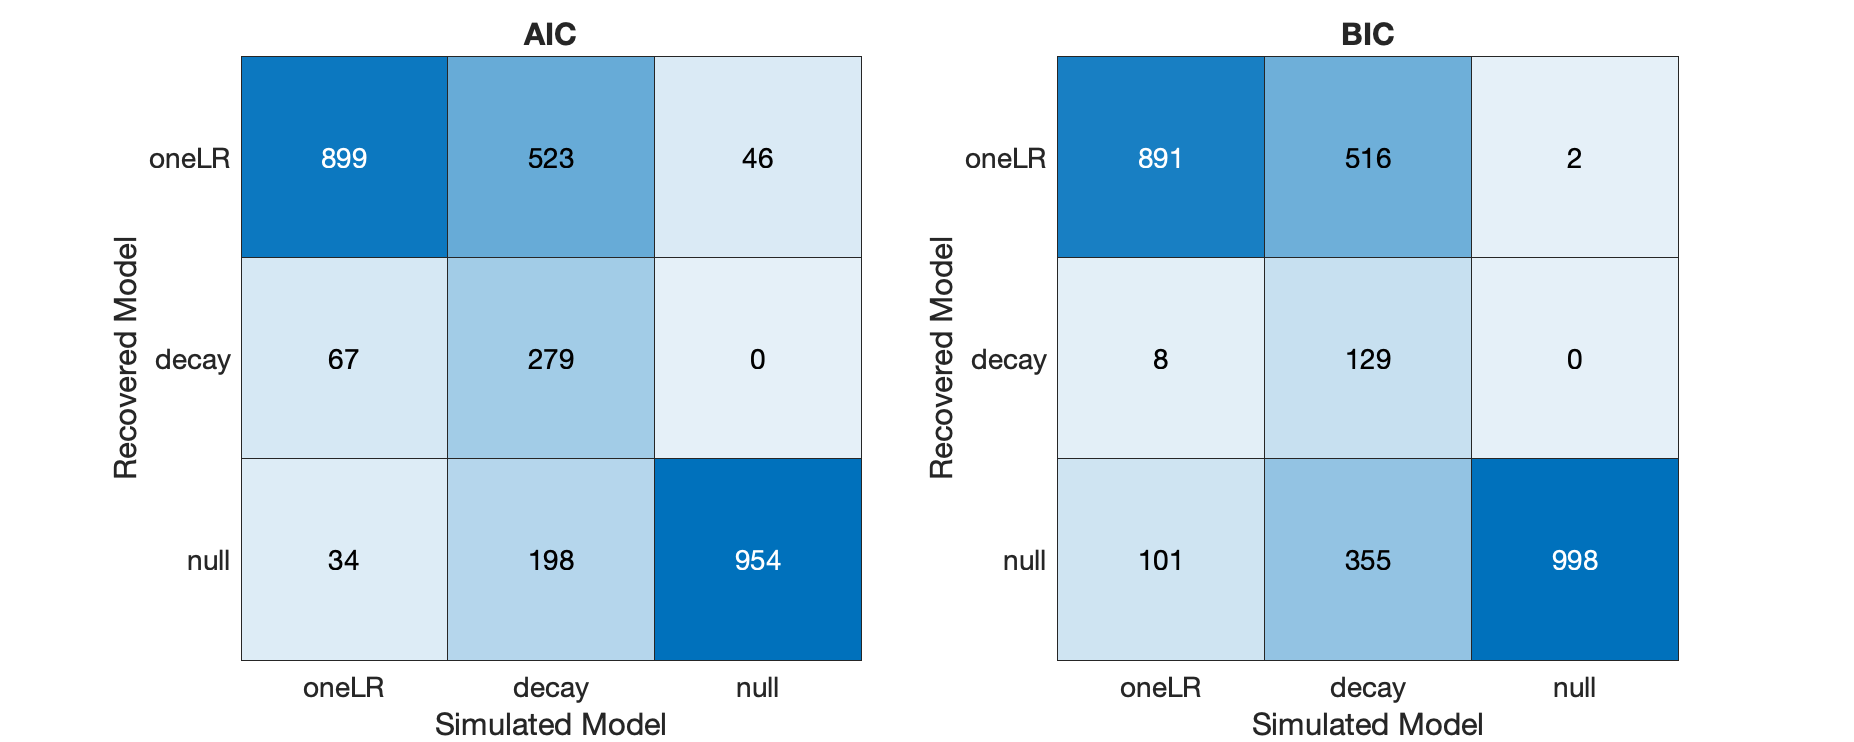 AIC
Recovered Model
oneLR 899 523 46
decay 67 279 0
null 34 198 954
oneLR decay null
Simulated Model
BIC
Recovered Model
oneLR 891 516 2
decay 8 129 0
null 101 355 998
oneLR decay null
Simulated Model